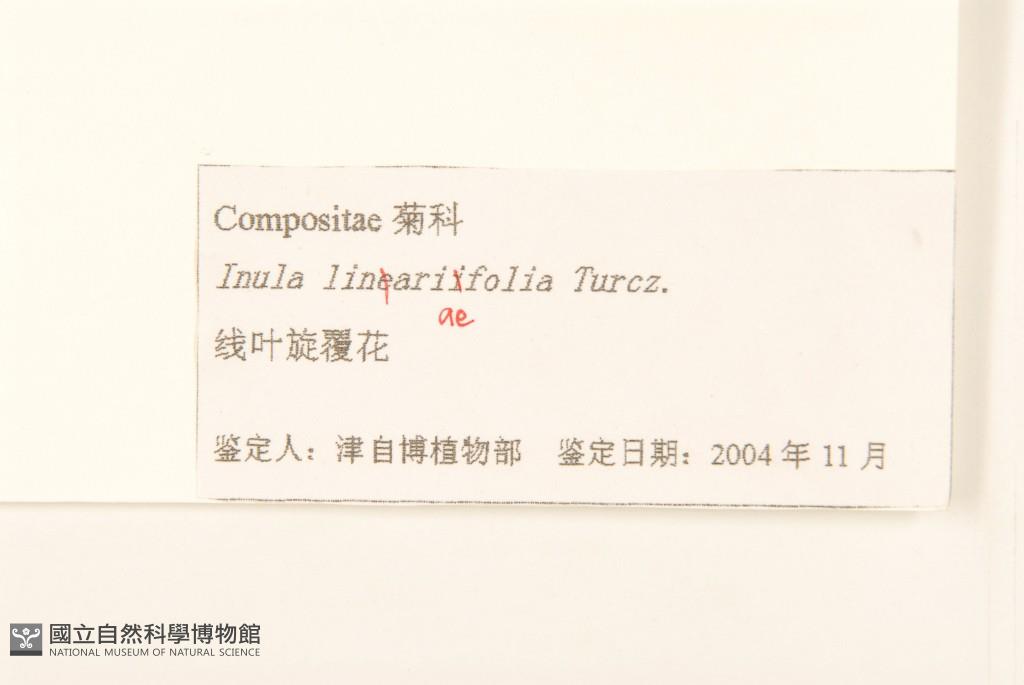 Compositae 菊科
Inula lineariifolia Turcz.
ae
线叶旋覆花
鉴定人：津自博植物部 鉴定日期：2004 年 11 月
國立自然科學博物館
NATIONAL MUSEUM OF NATURAL SCIENCE